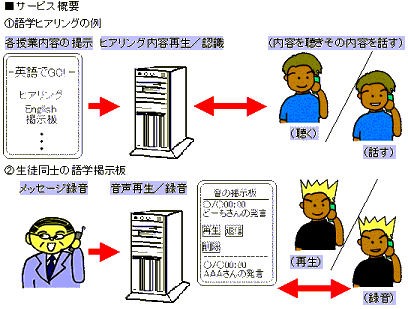 ■サービス概要
①語学ヒアリングの例
各授業内容の提示 ヒアリング内容再生／認識 (内容を聴きその内容を話す)
-英語でGO!-
ヒアリング
English
掲示板
・
・
・
(聴く)
(話す)
②生徒同士の語学掲示板
メッセージ録音 音声再生／録音
音の掲示板
〇/〇00:00
どーもさんの発言
再生 返信
削除
〇/〇00:00
AAAさんの発言
(再生)
(録音)